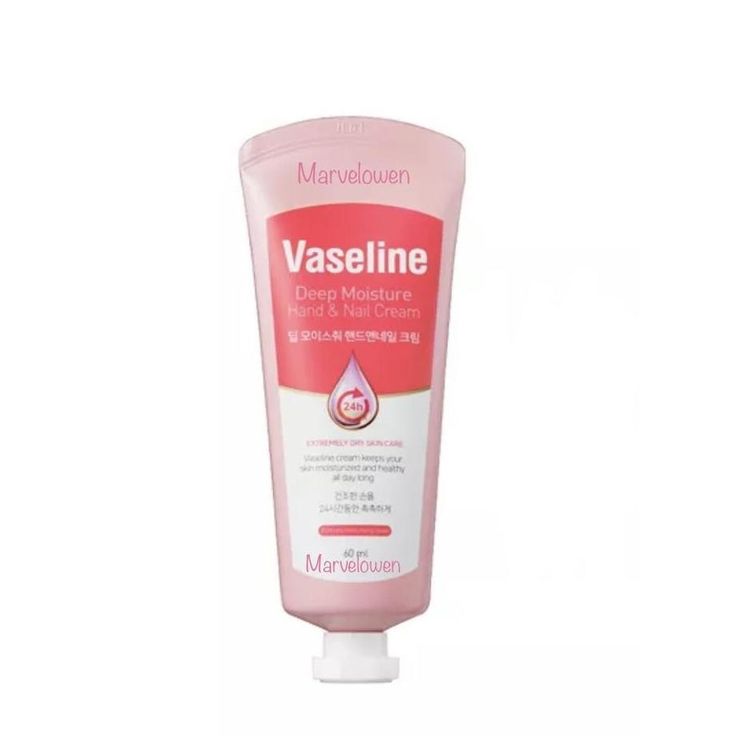 Marvelowen
Vaseline
Deep Moisture
Hand & Nail Cream
딥 모이스춰 핸드앤네일 크림
24h
EXTREMELY DRY SKIN CARE
Vaseline cream keeps your
skin moisturized and healthy
all day long
건조한 손을
24시간동안 촉촉하게
60 ml
Marvelowen